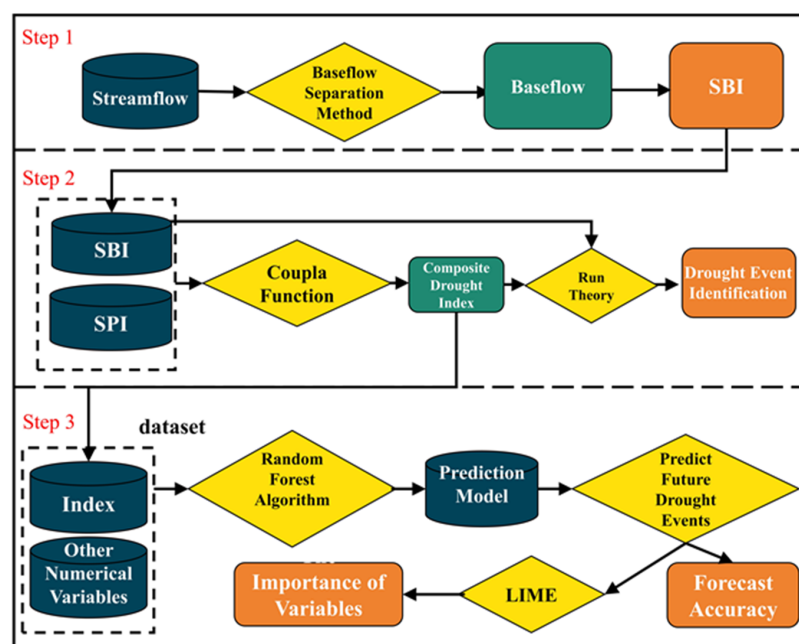 Step 1
Streamflow
Baseflow
Separation
Method
Baseflow
SBI
Step 2
SBI
SPI
Coupla
Function
Composite
Drought
Index
Run
Theory
Drought Event
Identification
Step 3
dataset
Index
Other
Numerical
Variables
Random
Forest
Algorithm
Prediction
Model
Predict
Future
Drought
Events
Importance of
Variables
LIME
Forecast
Accuracy